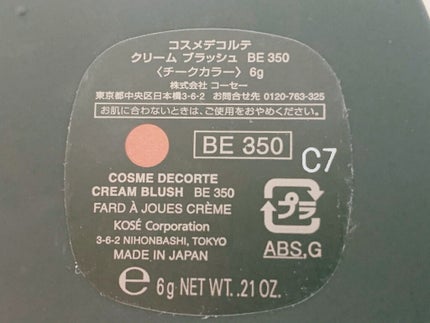 コスメデコルテ
クリーム ブラッシュ BE 350
〈チークカラー〉6g
株式会社 コーセー
東京都中央区日本橋3-6-2 お問合せ先 0120-763-325
お肌に合わないときは、ご使用をおやめください。
BE 350
C7
COSME DECORTE
CREAM BLUSH BE 350
FARD À JOUES CRÈME
KOSÉ Corporation
3-6-2 NIHONBASHI, TOKYO
MADE IN JAPAN
プラ
ABS,G
e 6g NET WT. .21 OZ.